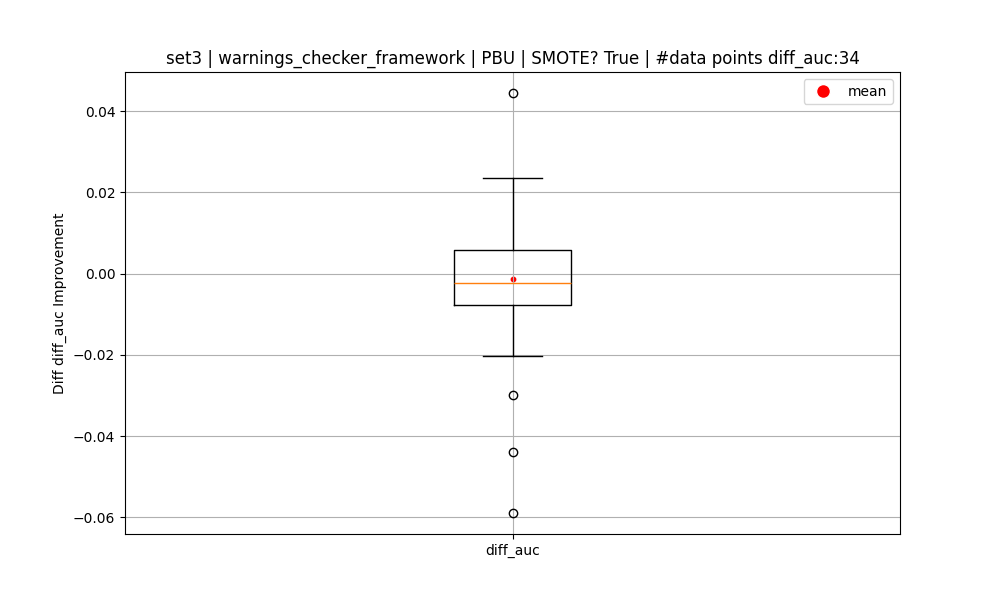 set3 | warnings_checker_framework | PBU | SMOTE? True | #data points diff_auc:34
mean
0.04
0.02
0.00
−0.02
−0.04
−0.06
Diff diff_auc Improvement
diff_auc